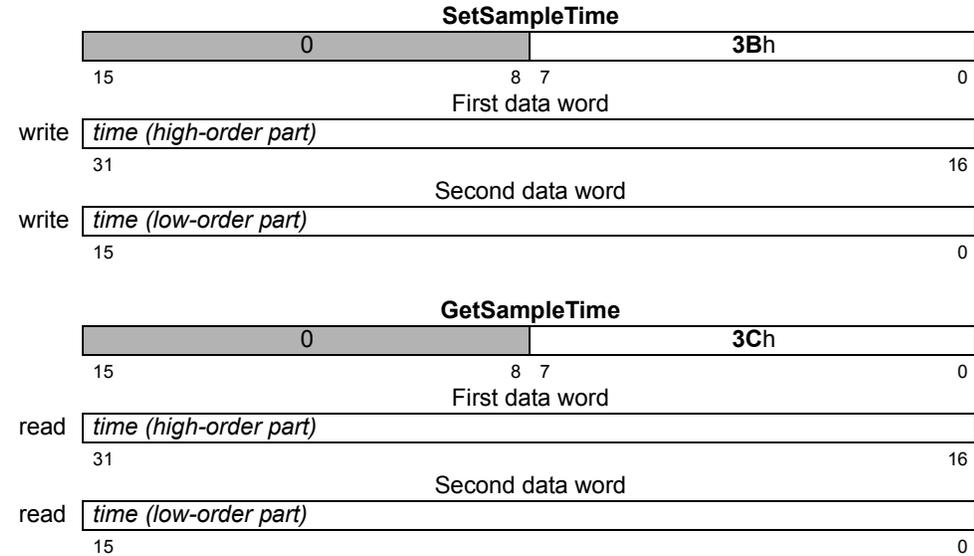 SetSampleTime
0 3Bh
15 8 7 0
First data word
write time (high-order part)
31 16
Second data word
write time (low-order part)
15 0
GetSampleTime
0 3Ch
15 8 7 0
First data word
read time (high-order part)
31 16
Second data word
read time (low-order part)
15 0